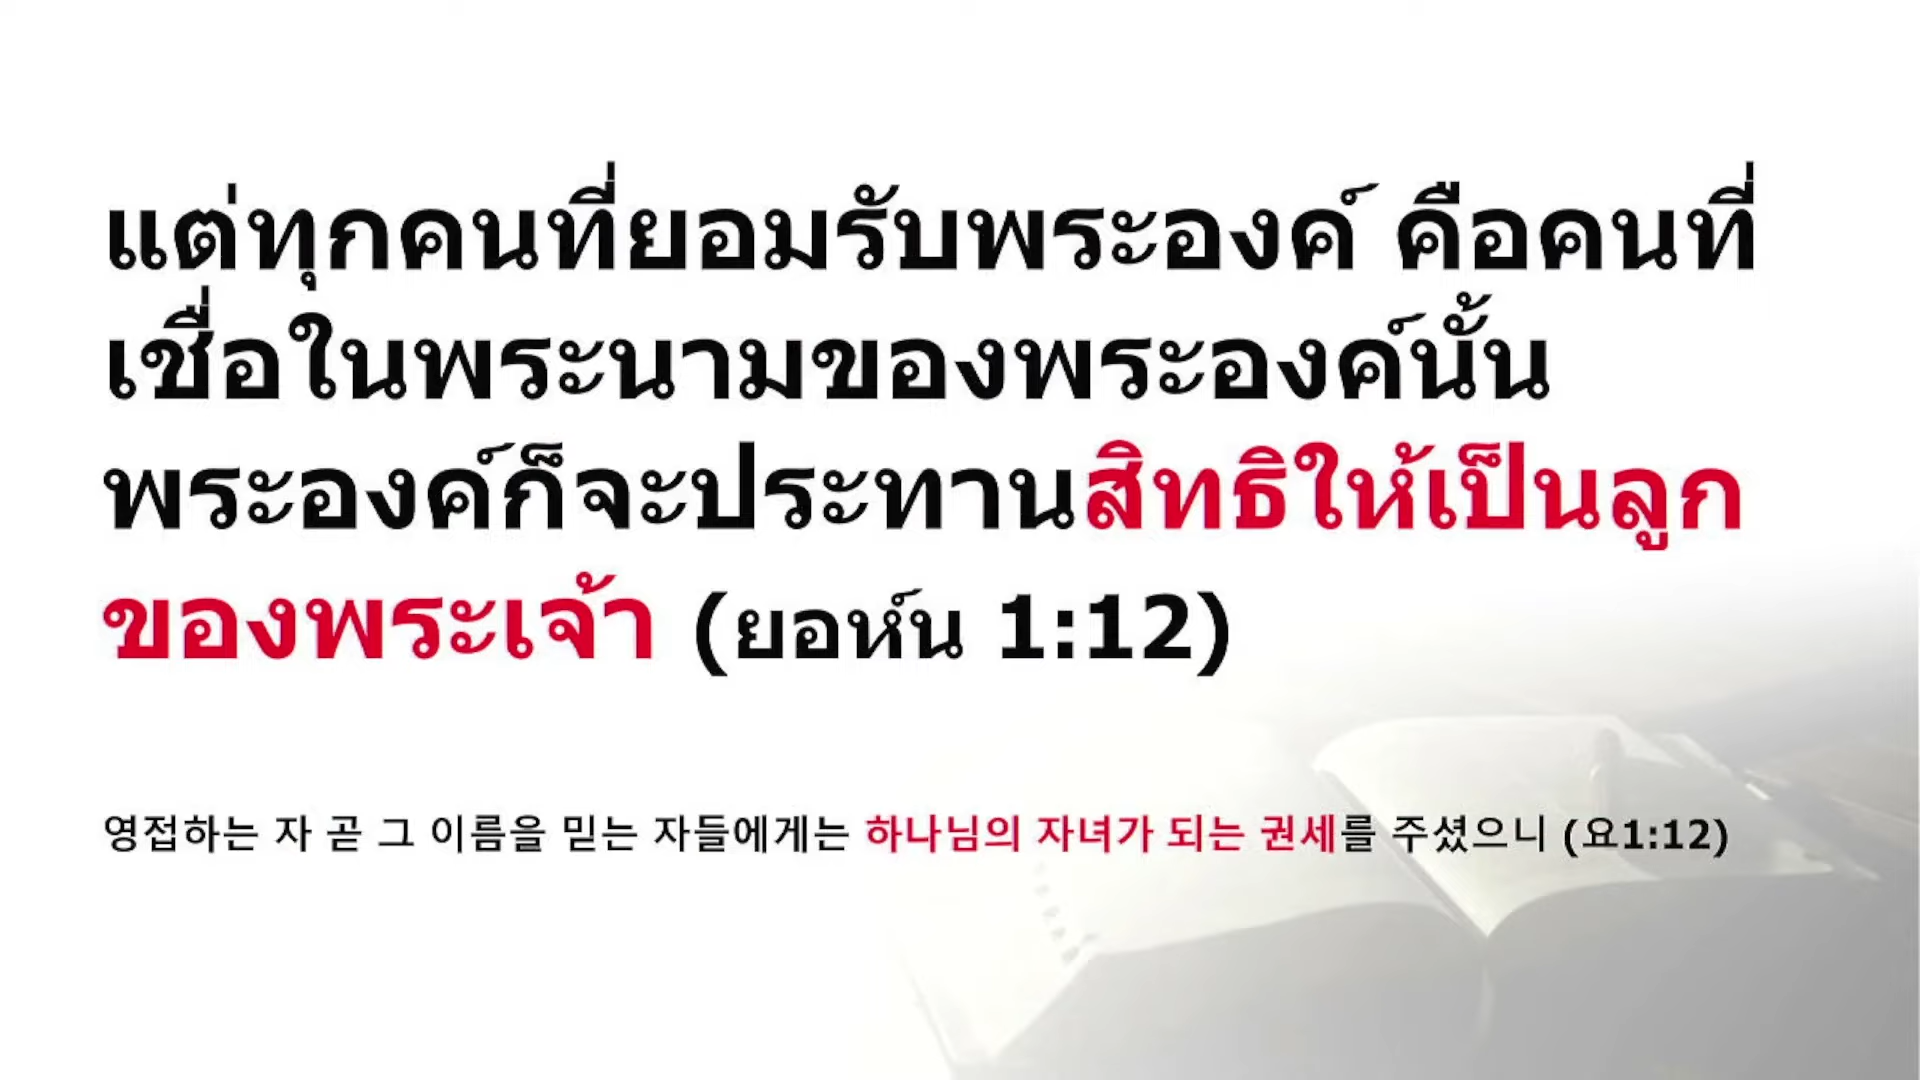 แต่ทุกคนที่ยอมรับพระองค์ คือคนที่
เชื่อในพระนามของพระองค์นั้น
พระองค์ก็จะประทานสิทธิให้เป็นลูก
ของพระเจ้า (ยอห์น 1:12)
영접하는 자 곧 그 이름을 믿는 자들에게는 하나님의 자녀가 되는 권세를 주셨으니 (요1:12)